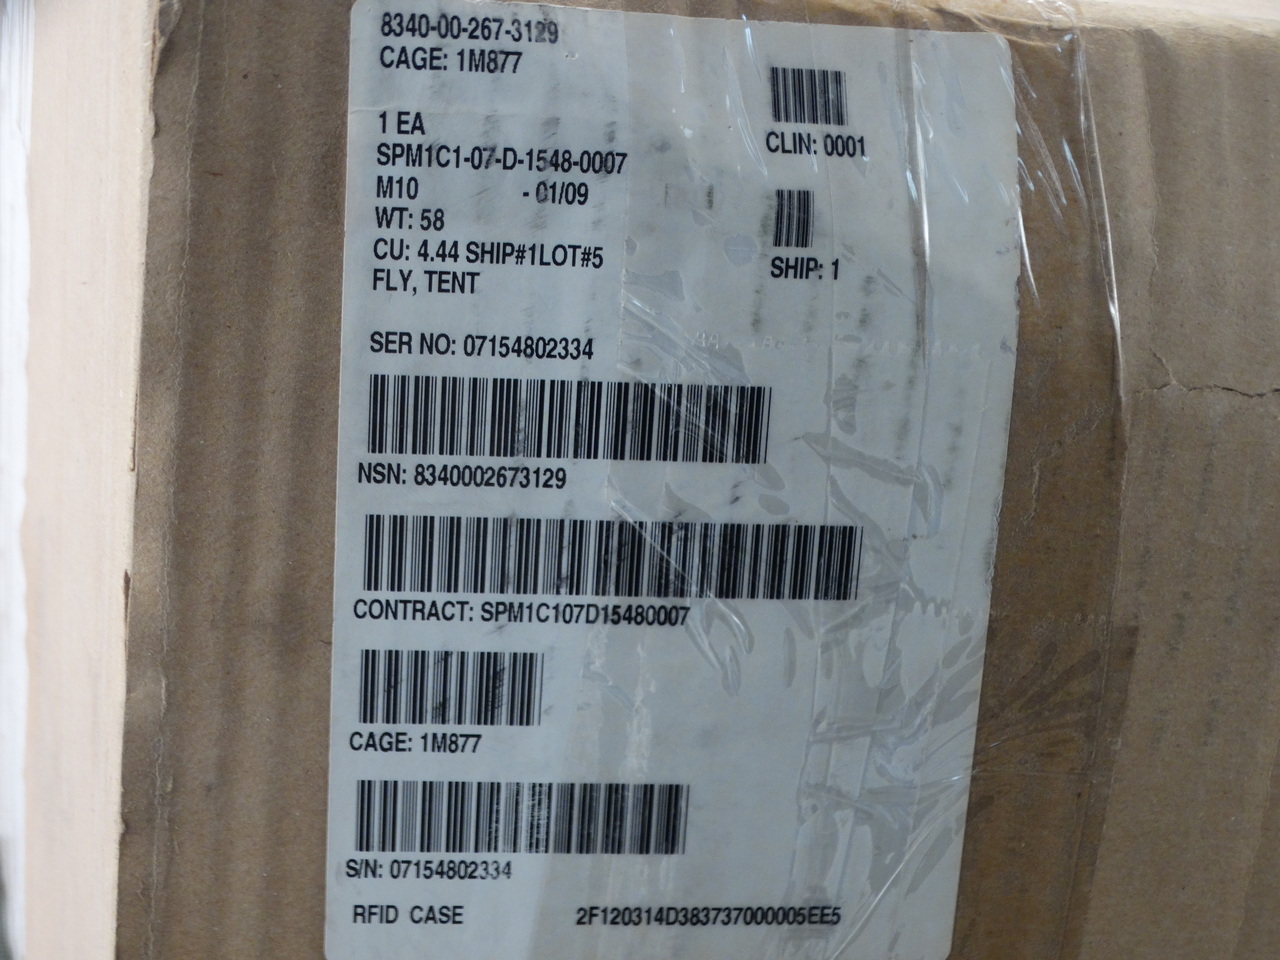 8340-00-267-3129
CAGE: 1M877
1 EA
SPM1C1-07-D-1548-0007
M10 - 01/09
WT: 58
CU: 4.44 SHIP#1LOT#5
FLY, TENT
CLIN: 0001
SHIP: 1
SER NO: 07154802334
NSN: 8340002673129
CONTRACT: SPM1C107D15480007
CAGE: 1M877
S/N: 07154802334
RFID CASE 2F120314D383737000005EE5